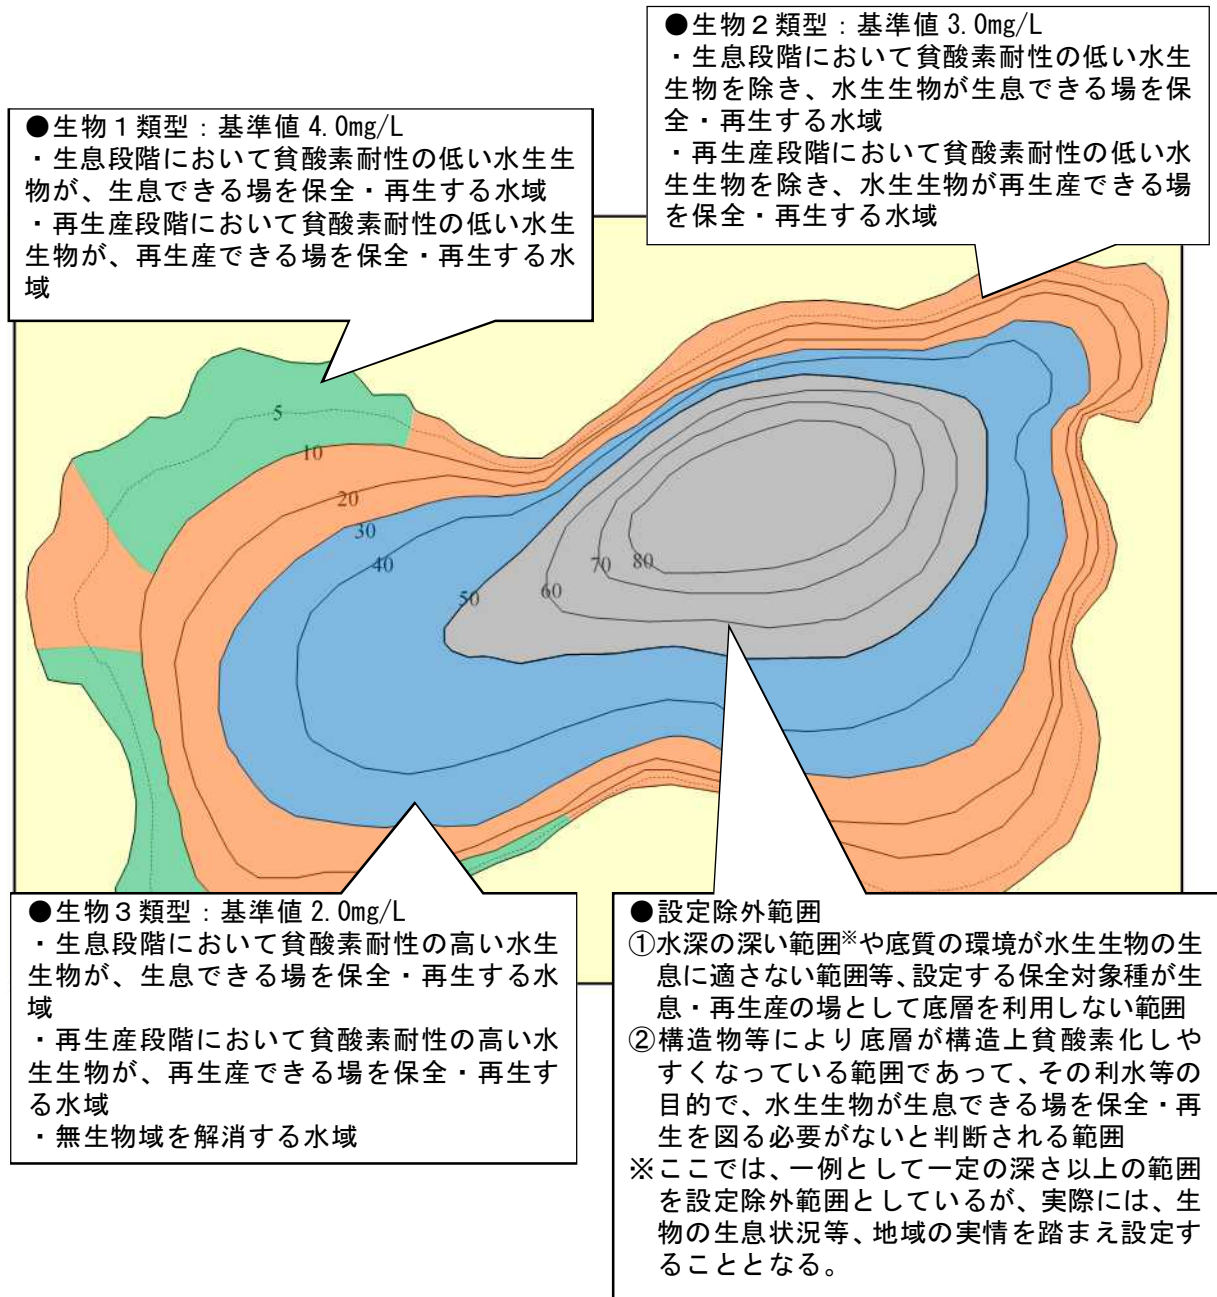 ●生物２類型：基準値 3.0mg/L
・生息段階において貧酸素耐性の低い水生
生物を除き、水生生物が生息できる場を保
全・再生する水域
・再生産段階において貧酸素耐性の低い水
生生物を除き、水生生物が再生産できる場
を保全・再生する水域
●生物１類型：基準値 4.0mg/L
・生息段階において貧酸素耐性の低い水生生
物が、生息できる場を保全・再生する水域
・再生産段階において貧酸素耐性の低い水生
生物が、再生産できる場を保全・再生する水
域
5
10
20
30
40
50
60
70
80
●生物３類型：基準値 2.0mg/L
・生息段階において貧酸素耐性の高い水生
生物が、生息できる場を保全・再生する水
域
・再生産段階において貧酸素耐性の高い水
生生物が、再生産できる場を保全・再生す
る水域
・無生物域を解消する水域
●設定除外範囲
①水深の深い範囲※や底質の環境が水生生物の生
息に適さない範囲等、設定する保全対象種が生
息・再生産の場として底層を利用しない範囲
②構造物等により底層が構造上貧酸素化しや
すくなっている範囲であって、その利水等の
目的で、水生生物が生息できる場を保全・再
生を図る必要がないと判断される範囲
※ここでは、一例として一定の深さ以上の範囲
を設定除外範囲としているが、実際には、生
物の生息状況等、地域の実情を踏まえ設定す
ることとなる。